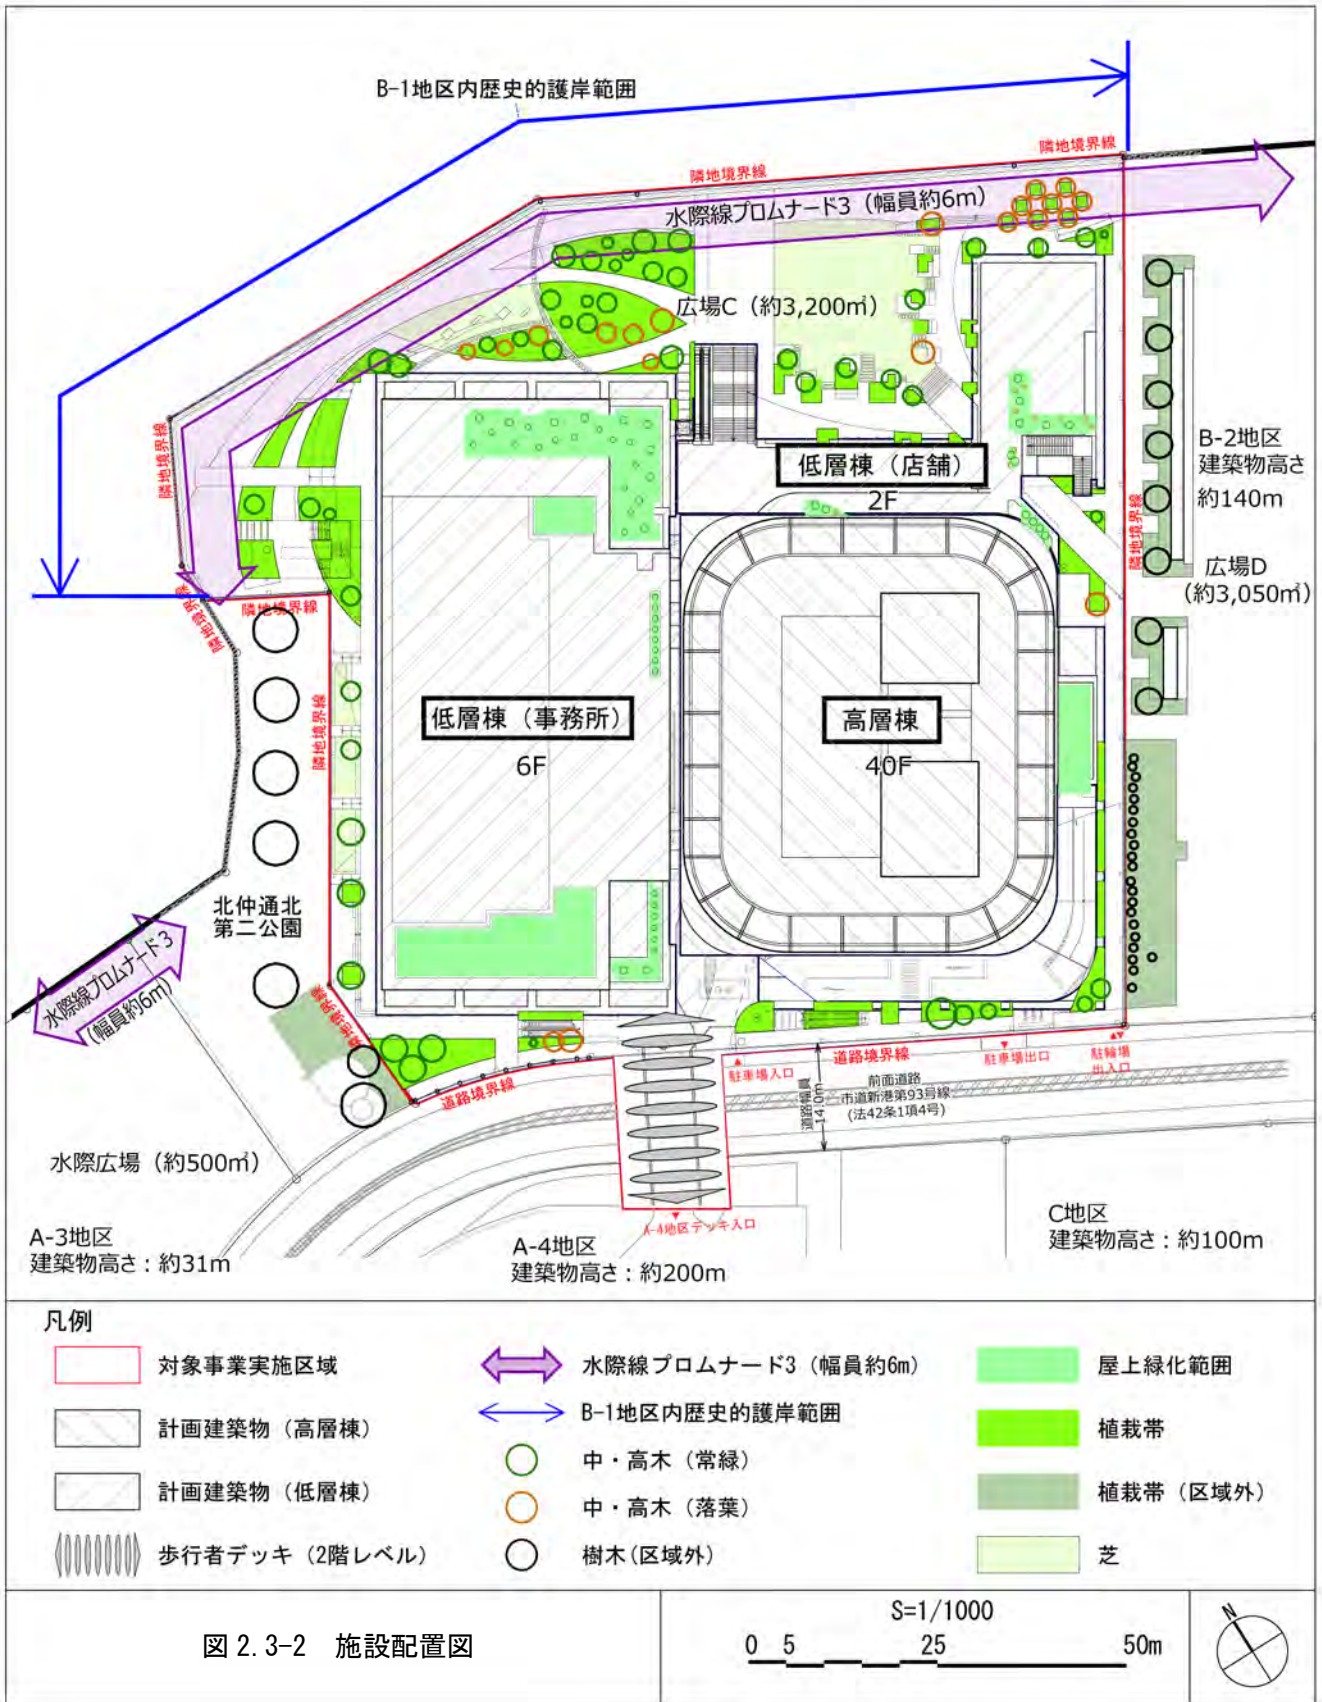 B-1地区内歴史的護岸範囲
隣地境界線
隣地境界線
水際線プロムナード3（幅員約6m）
広場C（約3,200㎡）
隣地境界線
低層棟（店舗）
2F
B-2地区
建築物高さ
約140m
隣地境界線
広場D
（約3,050㎡）
隣地境界線
隣地境界線
隣地境界線
低層棟（事務所）
6F
高層棟
40F
北仲通北
第二公園
水際線プロムナード3
（幅員約6m）
隣地境界線
道路境界線
道路境界線
駐車場入口
駐車場出口
駐輪場
出入口
道路幅員
14.0m
前面道路
市道新港第93号線
(法42条1項4号)
水際広場（約500㎡）
A-4地区デッキ入口
A-3地区
建築物高さ：約31m
A-4地区
建築物高さ：約200m
C地区
建築物高さ：約100m
凡例
対象事業実施区域
計画建築物（高層棟）
計画建築物（低層棟）
歩行者デッキ（2階レベル）
水際線プロムナード3（幅員約6m）
B-1地区内歴史的護岸範囲
中・高木（常緑）
中・高木（落葉）
樹木(区域外)
屋上緑化範囲
植栽帯
植栽帯（区域外）
芝
図 2.3-2　施設配置図
S=1/1000
0 5 25 50m
N